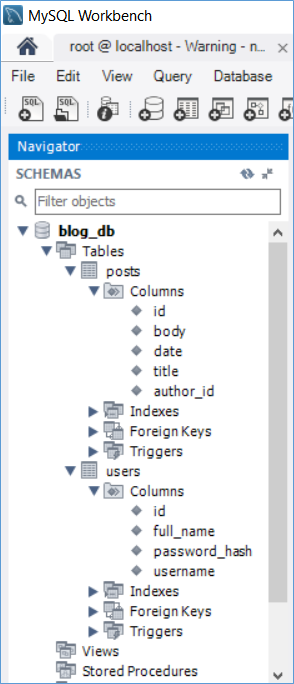 MySQL Workbench
root @ localhost - Warning - n...
File Edit View Query Database
SQL SQL
Navigator
SCHEMAS
Filter objects
blog_db
Tables
posts
Columns
id
body
date
title
author_id
Indexes
Foreign Keys
Triggers
users
Columns
id
full_name
password_hash
username
Indexes
Foreign Keys
Triggers
Views
Stored Procedures